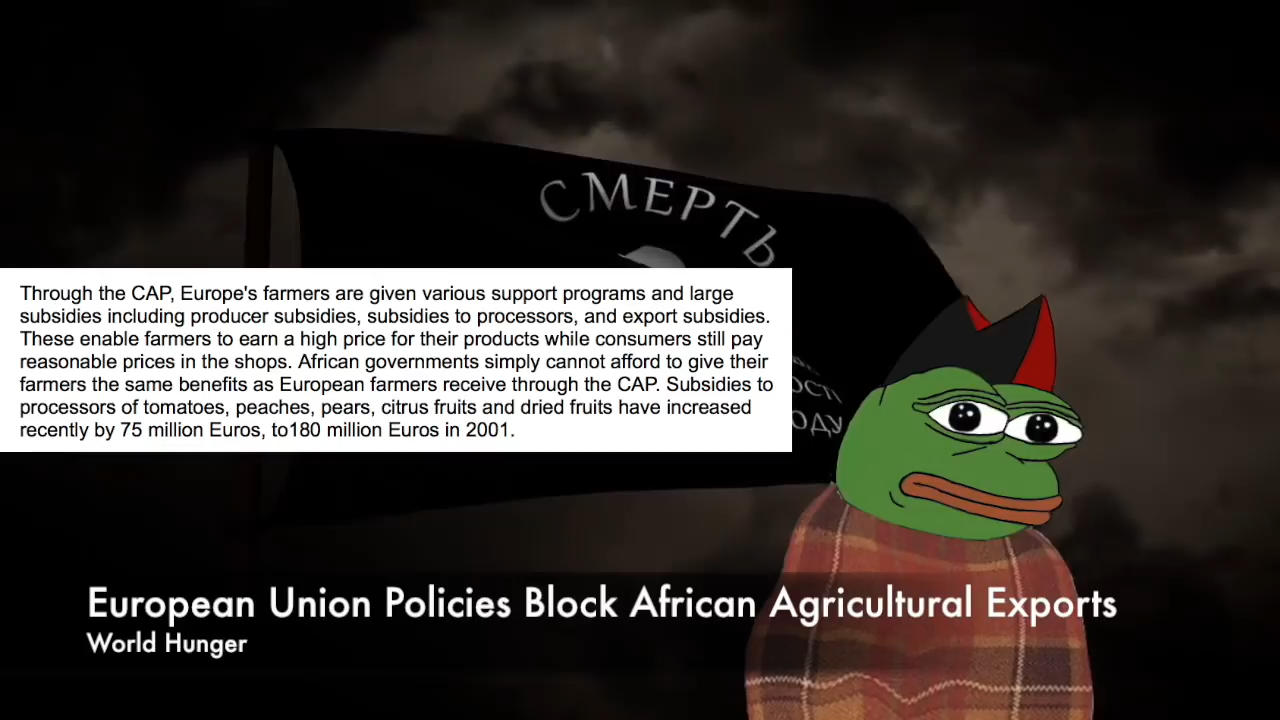 СМЕРТЬ
Through the CAP, Europe's farmers are given various support programs and large
subsidies including producer subsidies, subsidies to processors, and export subsidies.
These enable farmers to earn a high price for their products while consumers still pay
reasonable prices in the shops. African governments simply cannot afford to give their
farmers the same benefits as European farmers receive through the CAP. Subsidies to
processors of tomatoes, peaches, pears, citrus fruits and dried fruits have increased
recently by 75 million Euros, to180 million Euros in 2001.
European Union Policies Block African Agricultural Exports
World Hunger